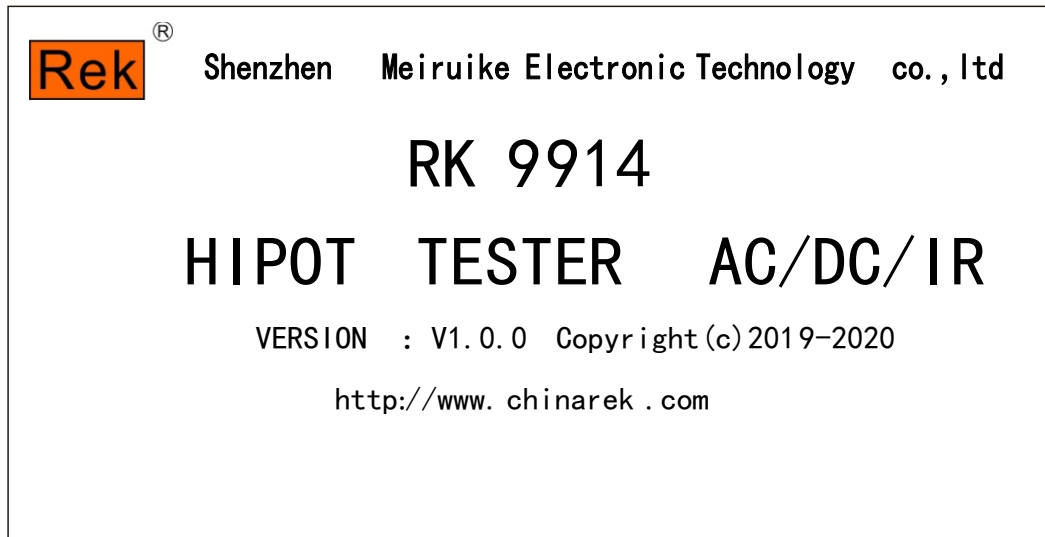 Rek®
Shenzhen Meiruike Electronic Technology co.,ltd
RK 9914
HIPOT TESTER AC/DC/IR
VERSION : V1.0.0 Copyright(c)2019-2020
http://www. chinarek .com